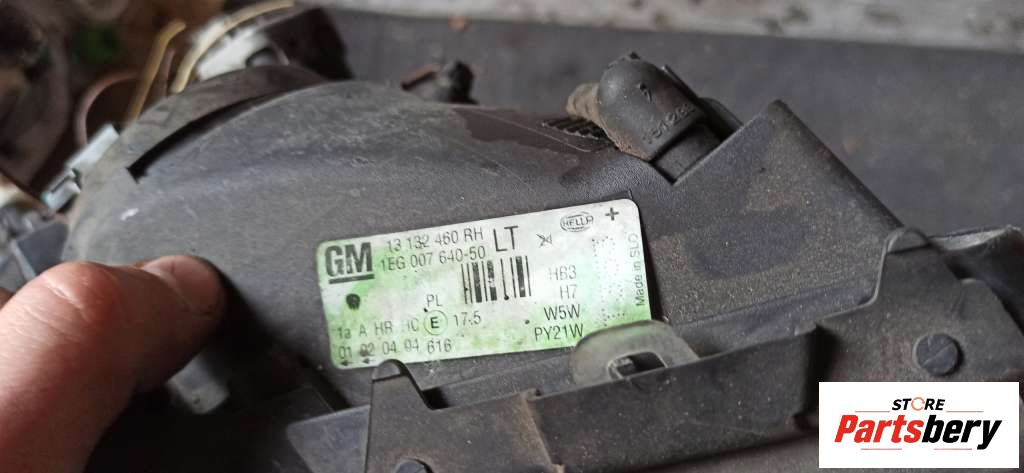 GM
13 132 460 RH LT
1EG 007 640-50
HELLA
PL
1a A HR HC E 17.5
01 02 04 04 616
HB3
H7
W5W
PY21W
Made in SLO
STORE
Partsbery